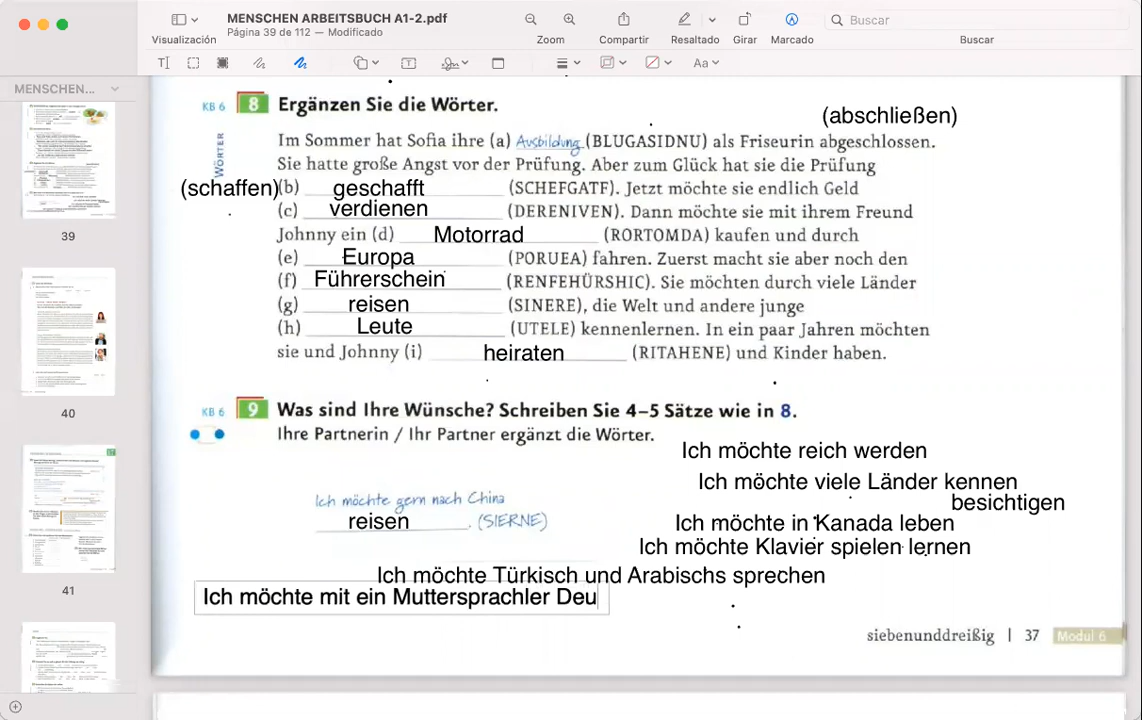 MENSCHEN ARBEITSBUCH A1-2.pdf
Página 39 de 112 — Modificado
Visualización
Zoom
Compartir
Resaltado
Girar
Marcado
Buscar
Buscar
Aa
MENSCHEN...
39
40
41
KB 6 8 Ergänzen Sie die Wörter.
(abschließen)
WÖRTER
Im Sommer hat Sofia ihre (a) Ausbildung (BLUGASIDNU) als Friseurin abgeschlossen.
Sie hatte große Angst vor der Prüfung. Aber zum Glück hat sie die Prüfung
(schaffen)(b) geschafft (SCHEFGATF). Jetzt möchte sie endlich Geld
(c) verdienen (DERENIVEN). Dann möchte sie mit ihrem Freund
Johnny ein (d) Motorrad (RORTOMDA) kaufen und durch
(e) Europa (PORUEA) fahren. Zuerst macht sie aber noch den
(f) Führerschein (RENFEHÜRSHIC). Sie möchten durch viele Länder
(g) reisen (SINERE), die Welt und andere junge
(h) Leute (UTELE) kennenlernen. In ein paar Jahren möchten
sie und Johnny (i) heiraten (RITAHENE) und Kinder haben.
KB 6 9 Was sind Ihre Wünsche? Schreiben Sie 4–5 Sätze wie in 8.
Ihre Partnerin / Ihr Partner ergänzt die Wörter.
Ich möchte reich werden
Ich möchte viele Länder kennen
besichtigen
Ich möchte gern nach China
reisen . (SIERNE)
Ich möchte in Kanada leben
Ich möchte Klavier spielen lernen
Ich möchte Türkisch und Arabischs sprechen
Ich möchte mit ein Muttersprachler Deu
siebenunddreißig | 37 Modul 6